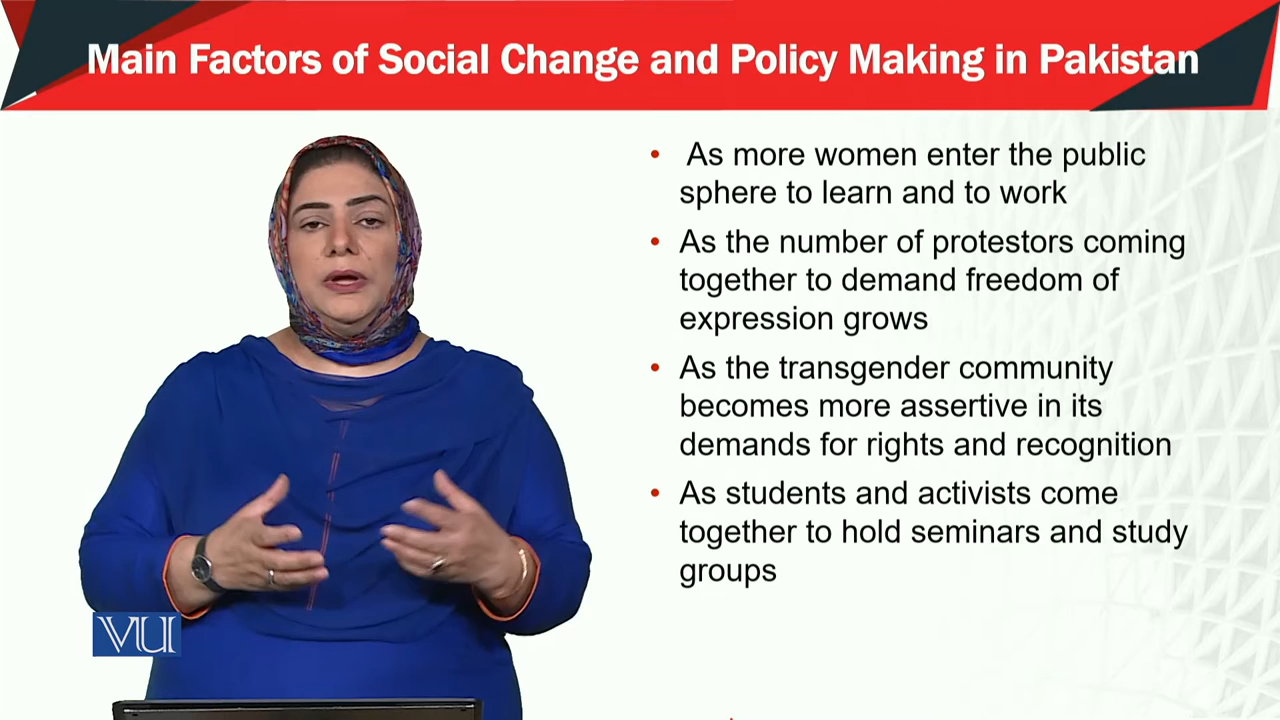 Main Factors of Social Change and Policy Making in Pakistan
• As more women enter the public
sphere to learn and to work
• As the number of protestors coming
together to demand freedom of
expression grows
• As the transgender community
becomes more assertive in its
demands for rights and recognition
• As students and activists come
together to hold seminars and study
groups
VU